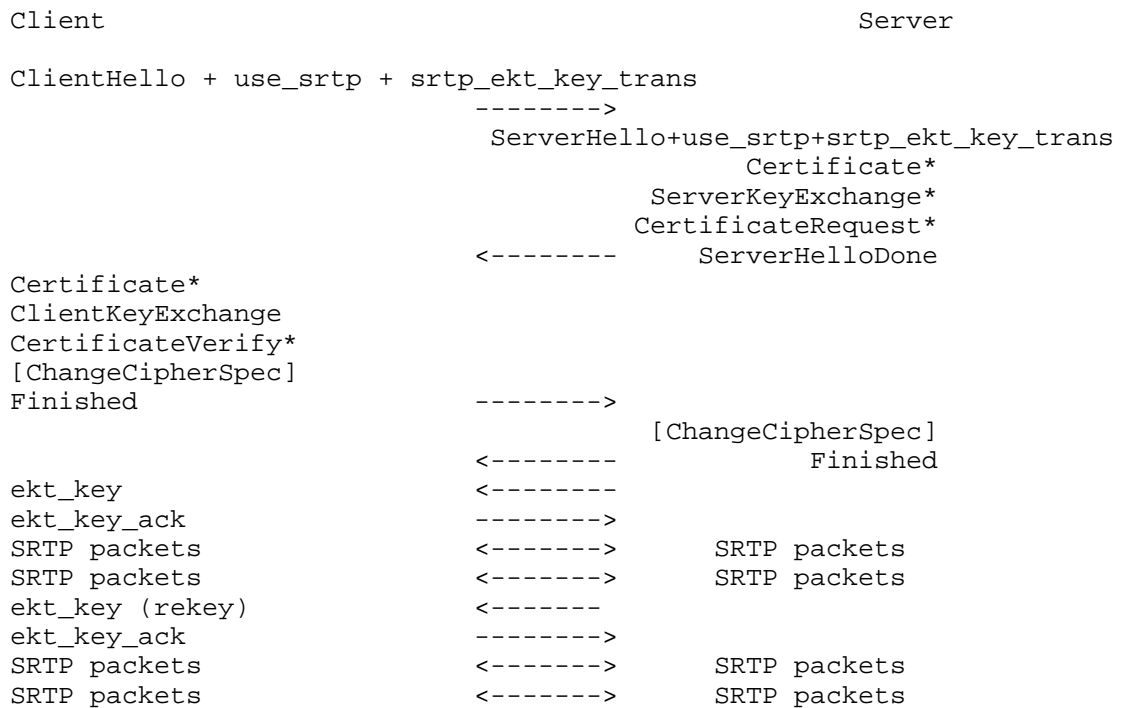 Client                                               Server

ClientHello + use_srtp + srtp_ekt_key_trans
                             -------->
                              ServerHello+use_srtp+srtp_ekt_key_trans
                                              Certificate*
                                        ServerKeyExchange*
                                       CertificateRequest*
                             <--------     ServerHelloDone
Certificate*
ClientKeyExchange
CertificateVerify*
[ChangeCipherSpec]
Finished                     -------->
                                        [ChangeCipherSpec]
                             <--------            Finished
ekt_key                      <--------
ekt_key_ack                  -------->
SRTP packets                 <------->      SRTP packets
SRTP packets                 <------->      SRTP packets
ekt_key (rekey)              <-------
ekt_key_ack                  -------->
SRTP packets                 <------->      SRTP packets
SRTP packets                 <------->      SRTP packets